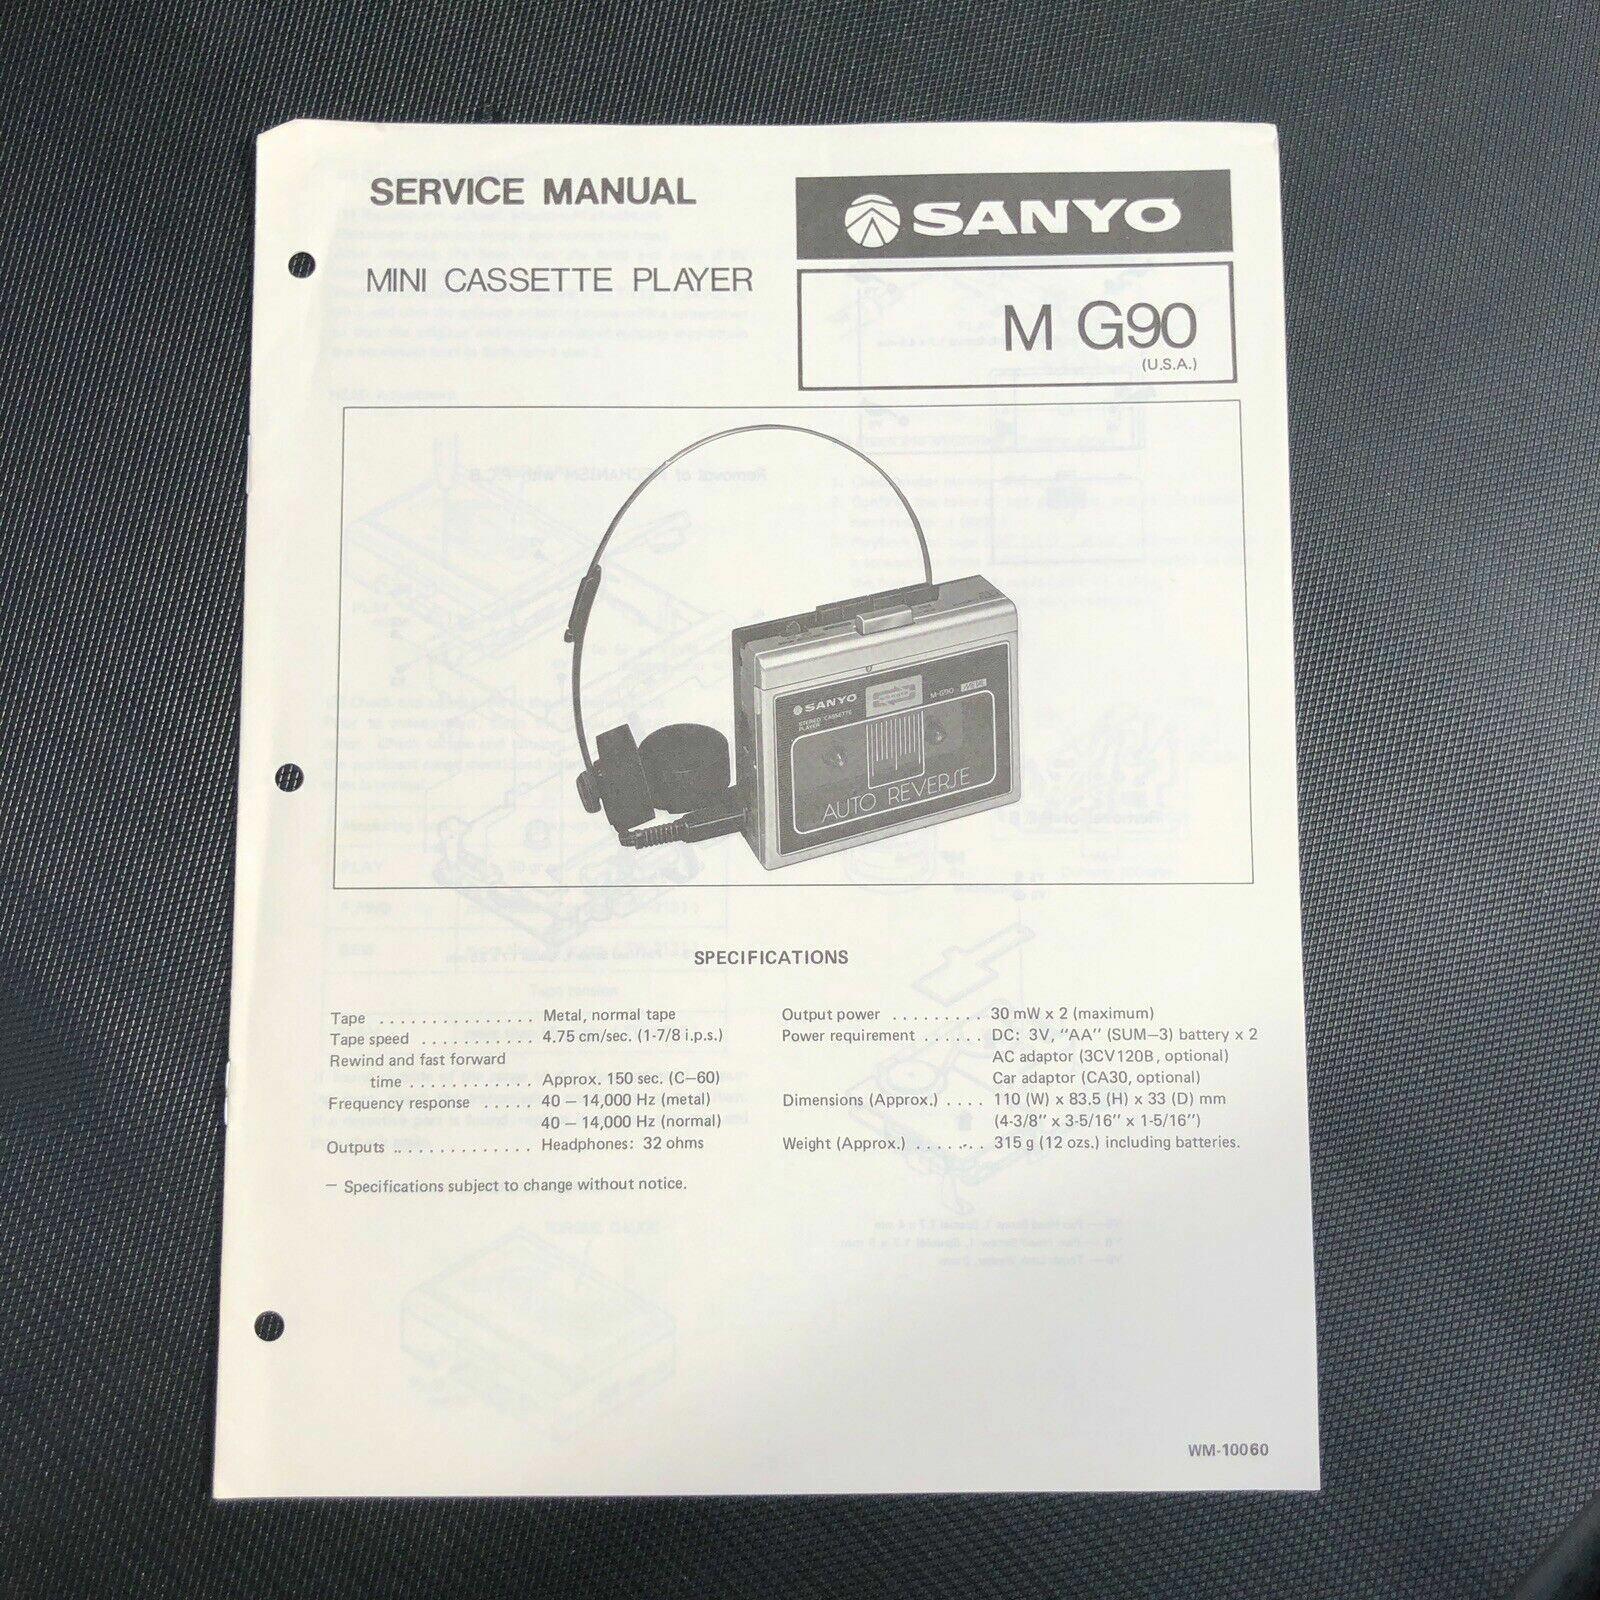 SERVICE MANUAL
SANYO
MINI CASSETTE PLAYER
M G90
(U.S.A.)
SANYO
M-G90
STEREO CASSETTE
PLAYER
AUTO REVERSE
SPECIFICATIONS
Tape . . . . . . . . . . . . . . . Metal, normal tape
Tape speed . . . . . . . . . . . 4.75 cm/sec. (1-7/8 i.p.s.)
Rewind and fast forward
time . . . . . . . . . . . . Approx. 150 sec. (C–60)
Frequency response . . . . . 40 – 14,000 Hz (metal)
40 – 14,000 Hz (normal)
Outputs . . . . . . . . . . . . . Headphones: 32 ohms
– Specifications subject to change without notice.
Output power . . . . . . . . . 30 mW x 2 (maximum)
Power requirement . . . . . . DC: 3V, "AA" (SUM–3) battery x 2
AC adaptor (3CV120B, optional)
Car adaptor (CA30, optional)
Dimensions (Approx.) . . . . 110 (W) x 83,5 (H) x 33 (D) mm
(4-3/8" x 3-5/16" x 1-5/16")
Weight (Approx.) . . . . . . . 315 g (12 ozs.) including batteries.
WM-10060